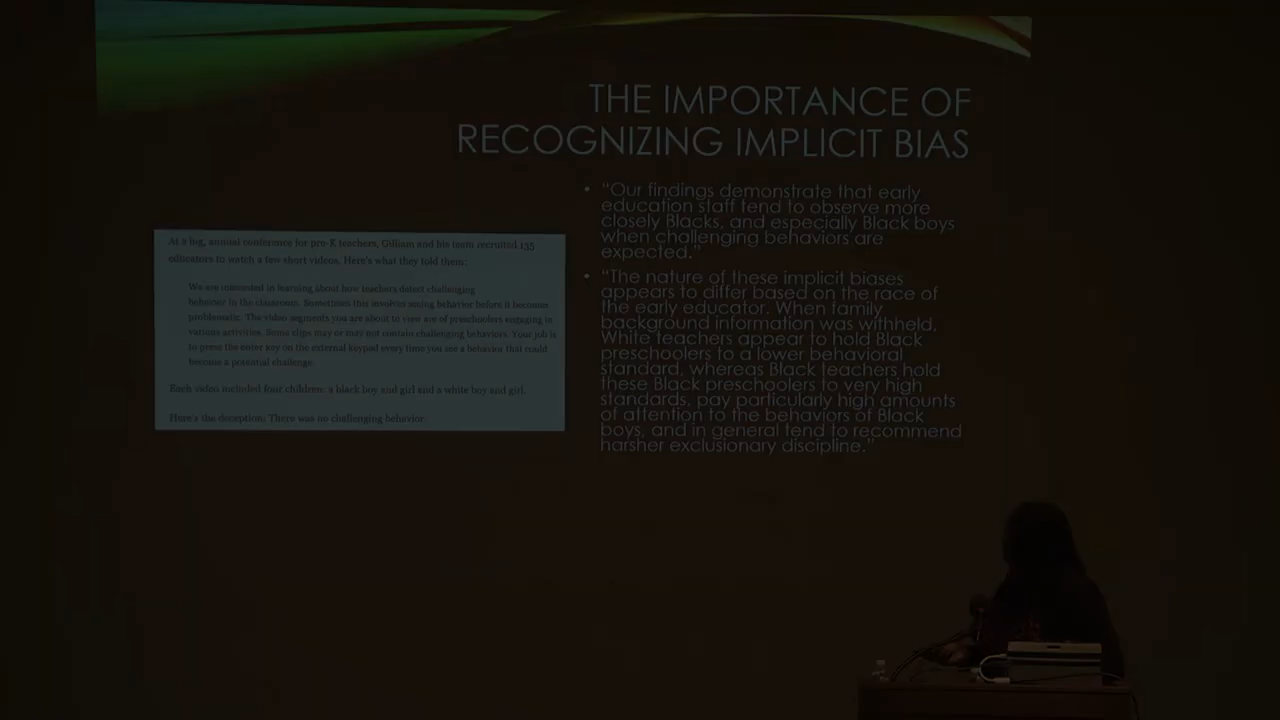 THE IMPORTANCE OF
RECOGNIZING IMPLICIT BIAS
At a big, annual conference for pre-K teachers, Gilliam and his team recruited 135
educators to watch a few short videos. Here's what they told them:
We are interested in learning about how teachers detect challenging
behavior in the classroom. Sometimes this involves seeing behavior before it becomes
problematic. The video segments you are about to view are of preschoolers engaging in
various activities. Some clips may or may not contain challenging behaviors. Your job is
to press the enter key on the external keypad every time you see a behavior that could
become a potential challenge.
Each video included four children: a black boy and girl and a white boy and girl.
Here's the deception: There was no challenging behavior.
• “Our findings demonstrate that early
education staff tend to observe more
closely Blacks, and especially Black boys
when challenging behaviors are
expected.”
• “The nature of these implicit biases
appears to differ based on the race of
the early educator. When family
background information was withheld,
White teachers appear to hold Black
preschoolers to a lower behavioral
standard, whereas Black teachers hold
these Black preschoolers to very high
standards, pay particularly high amounts
of attention to the behaviors of Black
boys, and in general tend to recommend
harsher exclusionary discipline.”